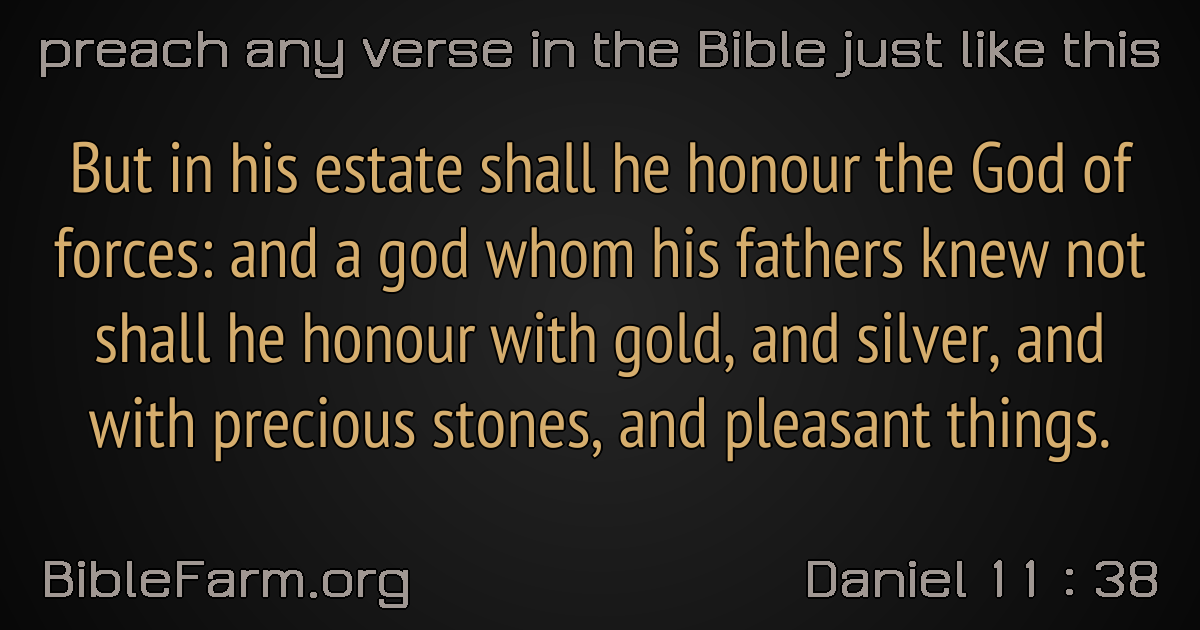 preach any verse in the Bible just like this
But in his estate shall he honour the God of
forces: and a god whom his fathers knew not
shall he honour with gold, and silver, and
with precious stones, and pleasant things.
BibleFarm.org
Daniel 11 : 38